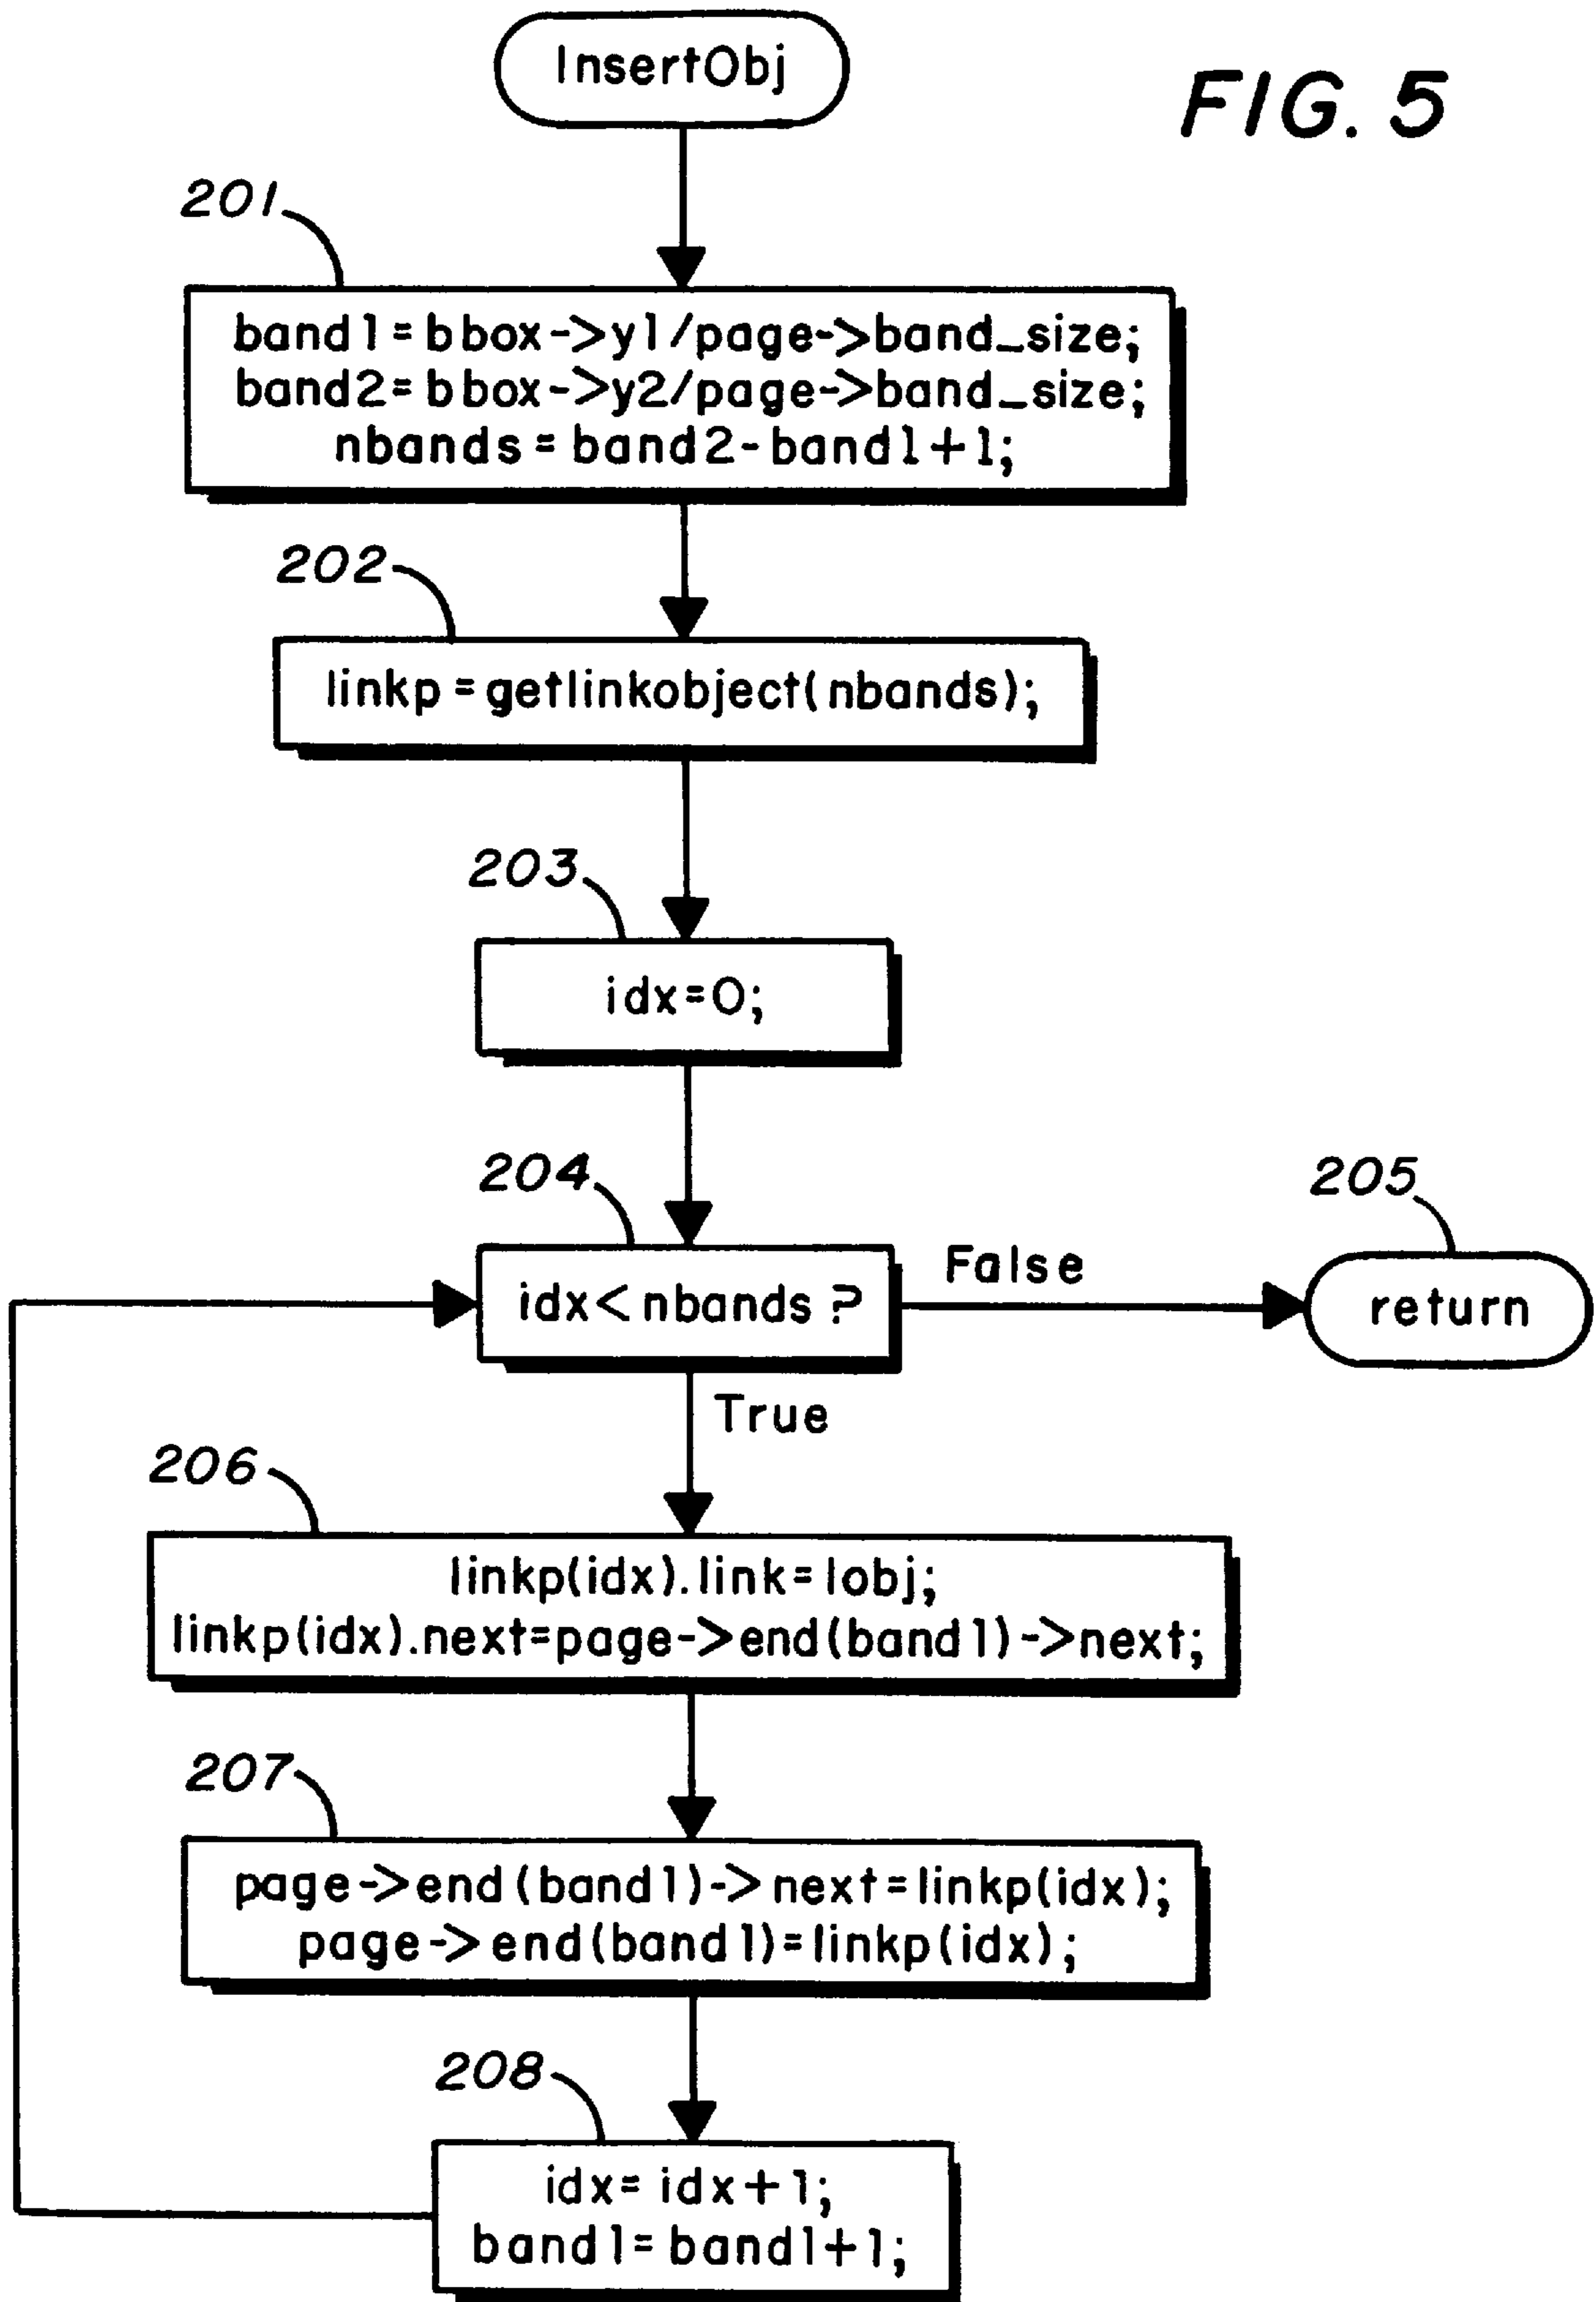 InsertObj
FIG. 5
201
band1=bbox->y1/page->band_size;
band2=bbox->y2/page->band_size;
nbands=band2-band1+1;
202
linkp=getlinkobject(nbands);
203
idx=0;
204
idx<nbands?
False
205
return
True
206
linkp(idx).link=lobj;
linkp(idx).next=page->end(band1)->next;
207
page->end(band1)->next=linkp(idx);
page->end(band1)=linkp(idx);
208
idx=idx+1;
band1=band1+1;